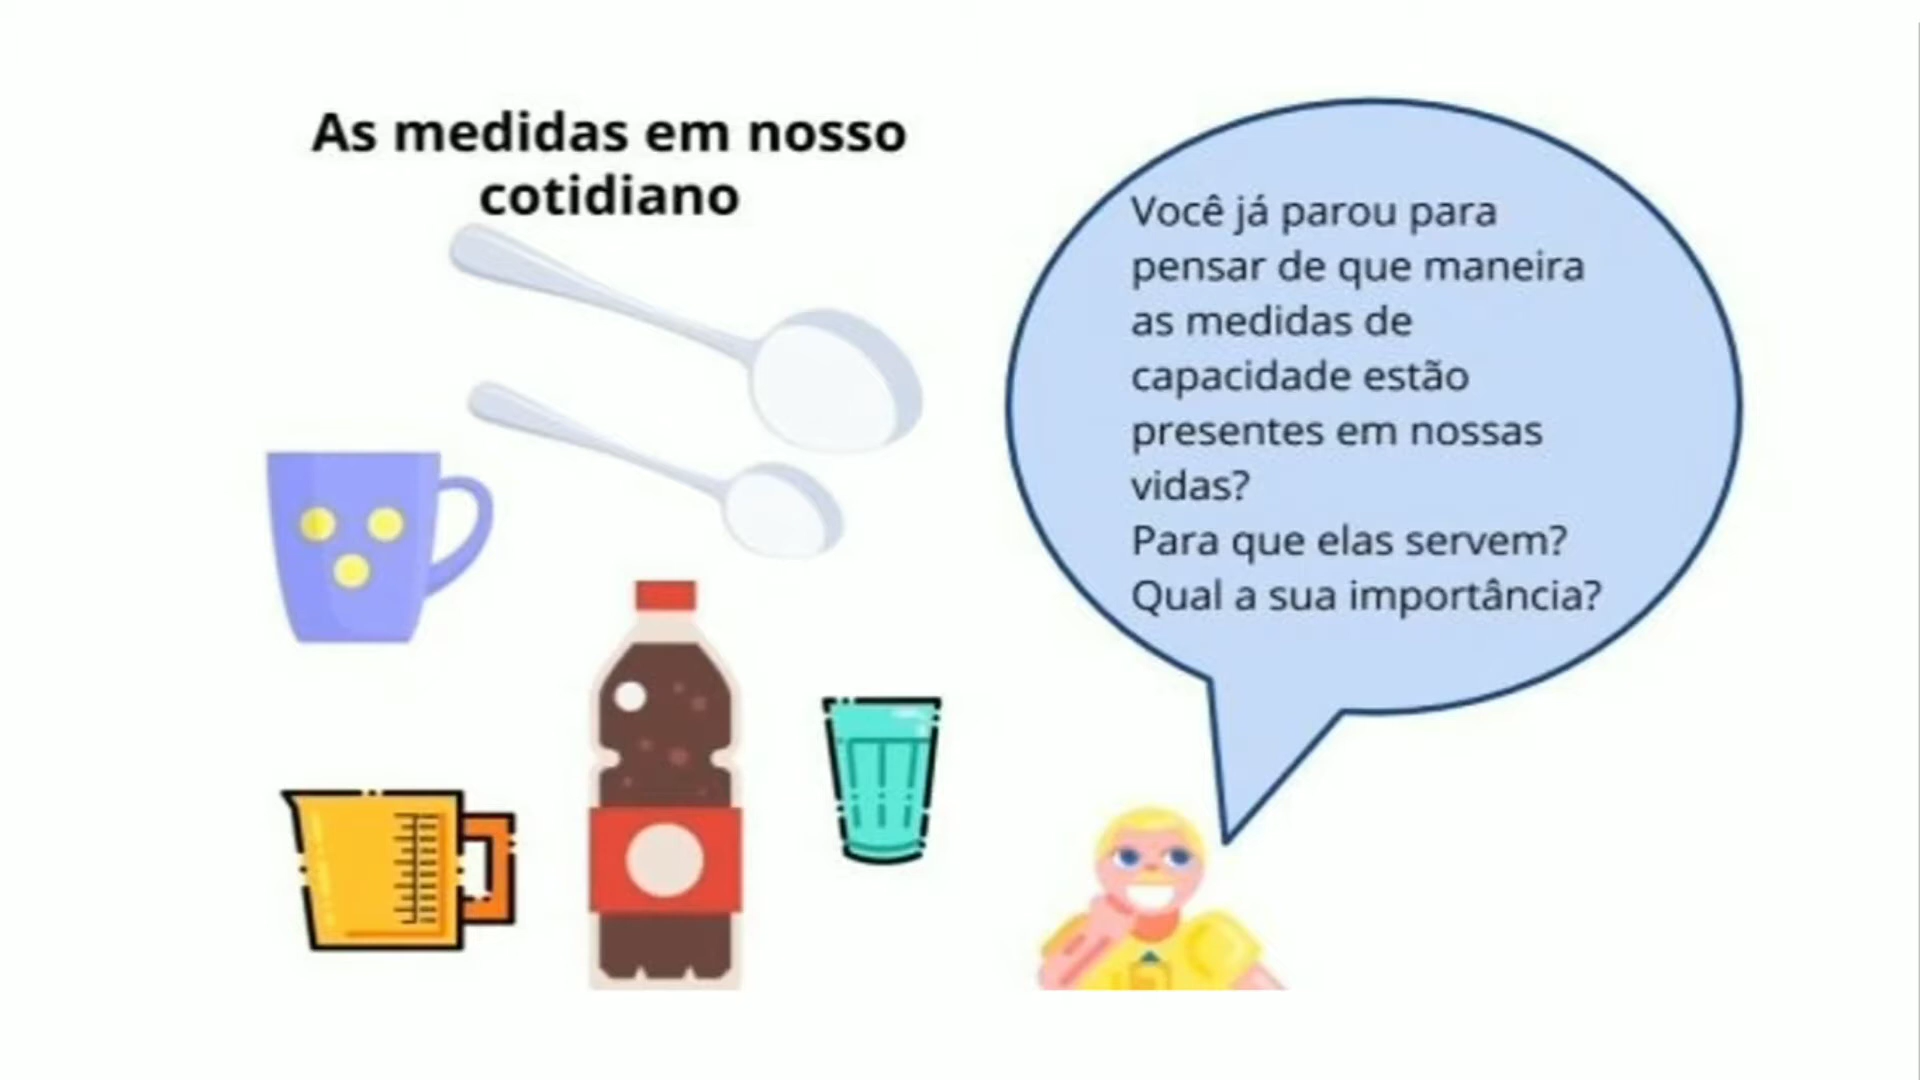 As medidas em nosso
cotidiano
Você já parou para
pensar de que maneira
as medidas de
capacidade estão
presentes em nossas
vidas?
Para que elas servem?
Qual a sua importância?